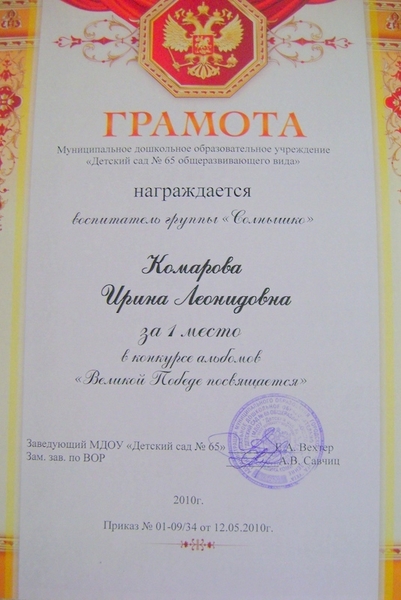 ГРАМОТА
Муниципальное дошкольное образовательное учреждение
«Детский сад № 65 общеразвивающего вида»
награждается
воспитатель группы «Солнышко»
Комарова
Ирина Леонидовна
за 1 место
в конкурсе альбомов
«Великой Победе посвящается»
Заведующий МДОУ «Детский сад № 65» А. Вехтер
Зам. зав. по ВОР А.В. Савчиц
2010г.
Приказ № 01-09/34 от 12.05.2010г.